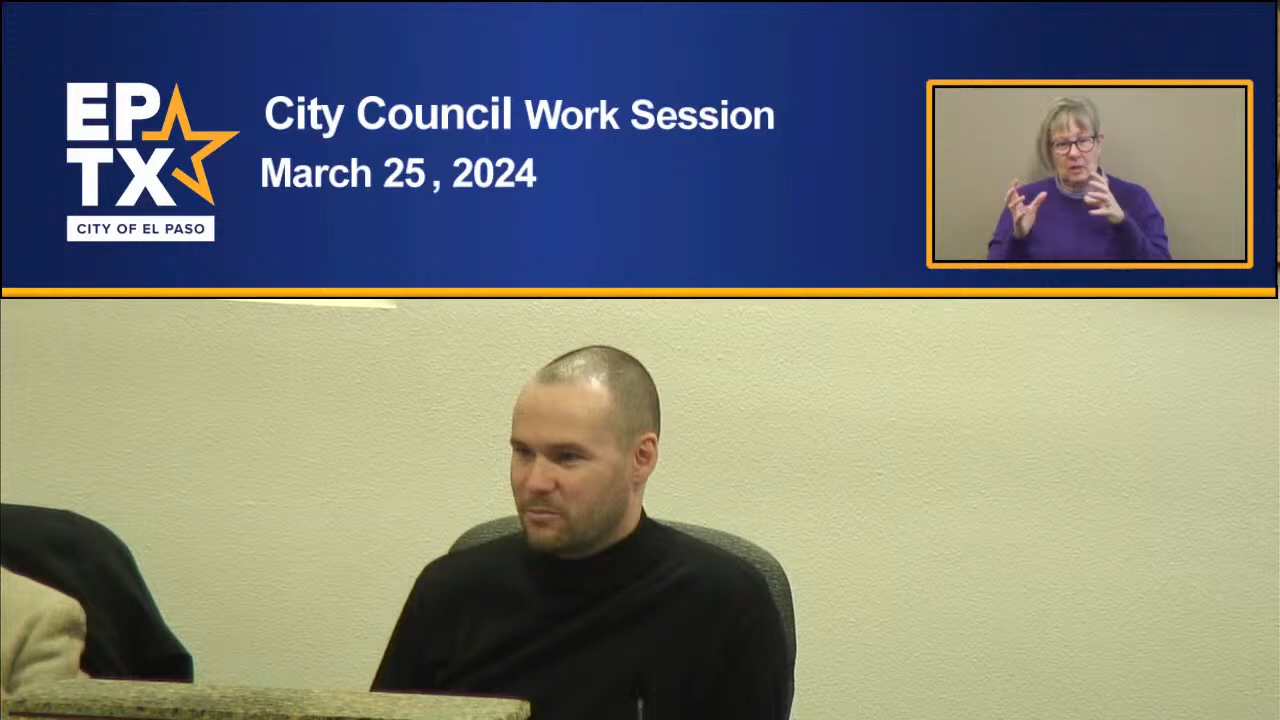 EP
TX
CITY OF EL PASO
City Council Work Session
March 25, 2024